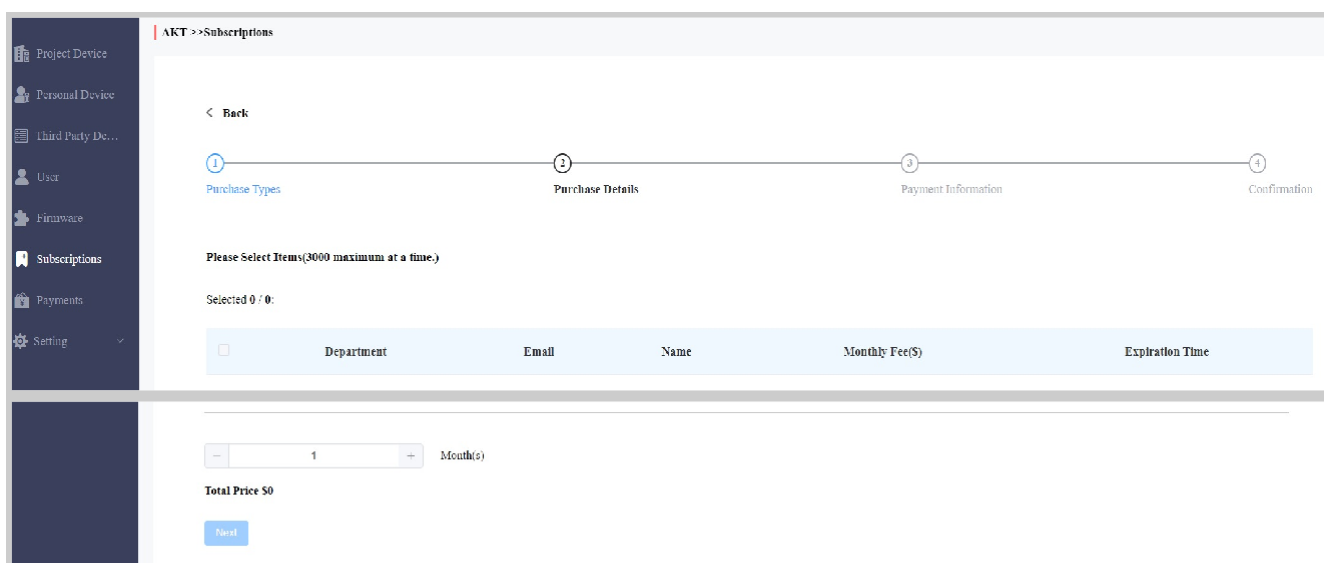 AKT >>Subscriptions
Project Device
Personal Device
Third Party De...
User
Firmware
Subscriptions
Payments
Setting
< Back
1 2 3 4
Purchase Types Purchase Details Payment Information Confirmation
Please Select Items(3000 maximum at a time.)
Selected 0 / 0:
Department Email Name Monthly Fee($) Expiration Time
− 1 + Month(s)
Total Price $0
Next